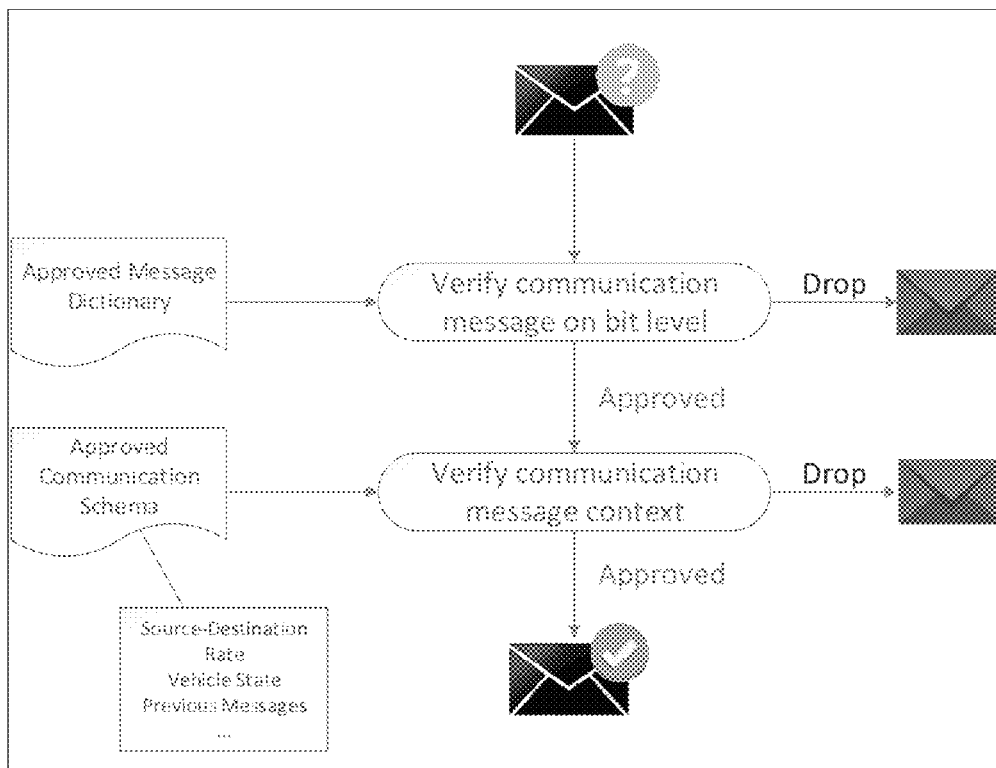 ?
Approved Message
Dictionary
Verify communication
message on bit level
Drop
Approved
Approved
Communication
Schema
Verify communication
message context
Drop
Approved
Source-Destination
Rate
Vehicle State
Previous Messages
...